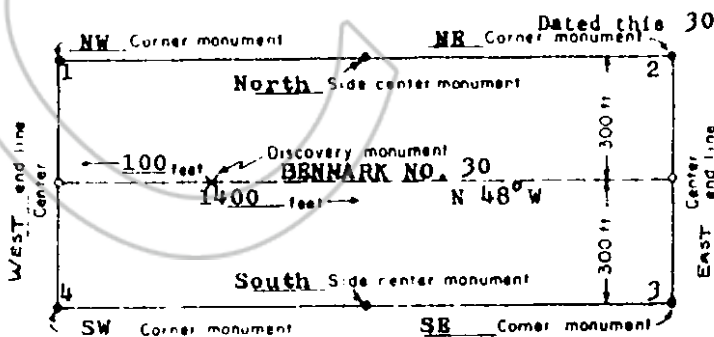 Dated this 30
NW Corner monument NE Corner monument
1 2
North Side center monument
300 ft
100 feet Discovery monument
DENMARK NO. 30
1400 feet N 48° W
WEST end line
Center
Center
EAST end line
300 ft
South Side center monument
4 3
SW Corner monument SE Corner monument